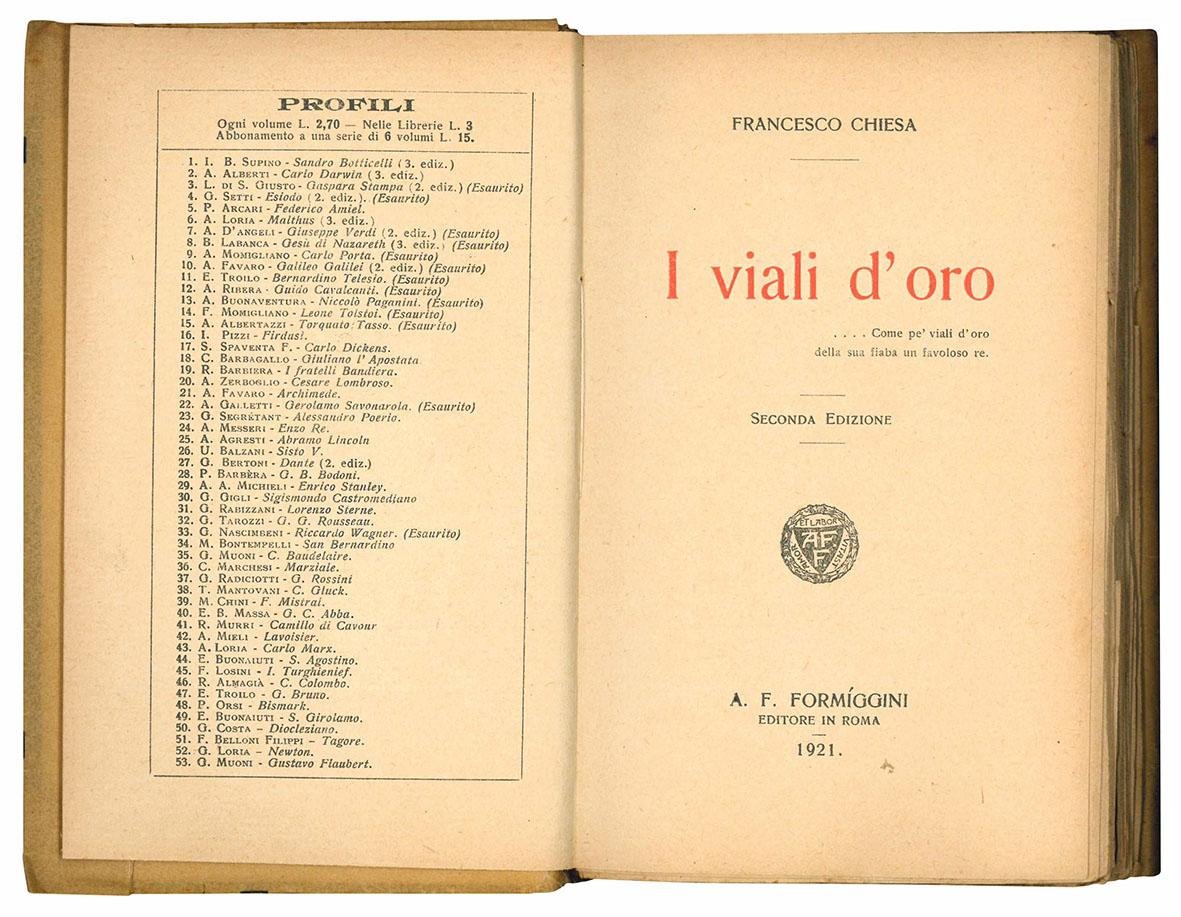 PROFILI
Ogni volume L. 2,70 — Nelle Librerie L. 3
Abbonamento a una serie di 6 volumi L. 15.
1. I. B. SUPINO - Sandro Botticelli (3. ediz.)
2. A. ALBERTI - Carlo Darwin (3. ediz.)
3. L. DI S. GIUSTO - Gaspara Stampa (2. ediz.) (Esaurito)
4. G. SETTI - Esiodo (2. ediz.). (Esaurito)
5. P. ARCARI - Federico Amiel.
6. A. LORIA - Malthus (3. ediz.)
7. A. D'ANGELI - Giuseppe Verdi (2. ediz.) (Esaurito)
8. B. LABANCA - Gesù di Nazareth (3. ediz.) (Esaurito)
9. A. MOMIGLIANO - Carlo Porta. (Esaurito)
10. A. FAVARO - Galileo Galilei (2. ediz.) (Esaurito)
11. E. TROILO - Bernardino Telesio. (Esaurito)
12. A. RIBERA - Guido Cavalcanti. (Esaurito)
13. A. BUONAVENTURA - Niccolò Paganini. (Esaurito)
14. F. MOMIGLIANO - Leone Tolstoi. (Esaurito)
15. A. ALBERTAZZI - Torquato Tasso. (Esaurito)
16. I. PIZZI - Firdusi.
17. S. SPAVENTA F. - Carlo Dickens.
18. C. BARBAGALLO - Giuliano l'Apostata
19. R. BARBIERA - I fratelli Bandiera.
20. A. ZERBOGLIO - Cesare Lombroso.
21. A. FAVARO - Archimede.
22. A. GALLETTI - Gerolamo Savonarola. (Esaurito)
23. G. SEGRÉTANT - Alessandro Poerio.
24. A. MESSERI - Enzo Re.
25. A. AGRESTI - Abramo Lincoln
26. U. BALZANI - Sisto V.
27. G. BERTONI - Dante (2. ediz.)
28. P. BARBÈRA - G. B. Bodoni.
29. A. A. MICHIELI - Enrico Stanley.
30. G. GIGLI - Sigismondo Castromediano
31. G. RABIZZANI - Lorenzo Sterne.
32. G. TAROZZI - G. G. Rousseau.
33. G. NASCIMBENI - Riccardo Wagner. (Esaurito)
34. M. BONTEMPELLI - San Bernardino
35. G. MUONI - C. Baudelaire.
36. C. MARCHESI - Marziale.
37. G. RADICIOTTI - G. Rossini
38. T. MANTOVANI - C. Gluck.
39. M. CHINI - F. Mistral.
40. E. B. MASSA - G. C. Abba.
41. R. MURRI - Camillo di Cavour
42. A. MIELI - Lavoisier.
43. A. LORIA - Carlo Marx.
44. E. BUONAIUTI - S. Agostino.
45. F. LOSINI - I. Turghienief.
46. R. ALMAGIÀ - C. Colombo.
47. E. TROILO - G. Bruno.
48. P. ORSI - Bismark.
49. E. BUONAIUTI - S. Girolamo.
50. G. COSTA - Diocleziano.
51. F. BELLONI FILIPPI - Tagore.
52. G. LORIA - Newton.
53. G. MUONI - Gustavo Flaubert.
FRANCESCO CHIESA
I viali d'oro
. . . . Come pe' viali d'oro
della sua fiaba un favoloso re.
SECONDA EDIZIONE
AMOR ET LABOR VITAST
AFF
A. F. FORMÍGGINI
EDITORE IN ROMA
1921.